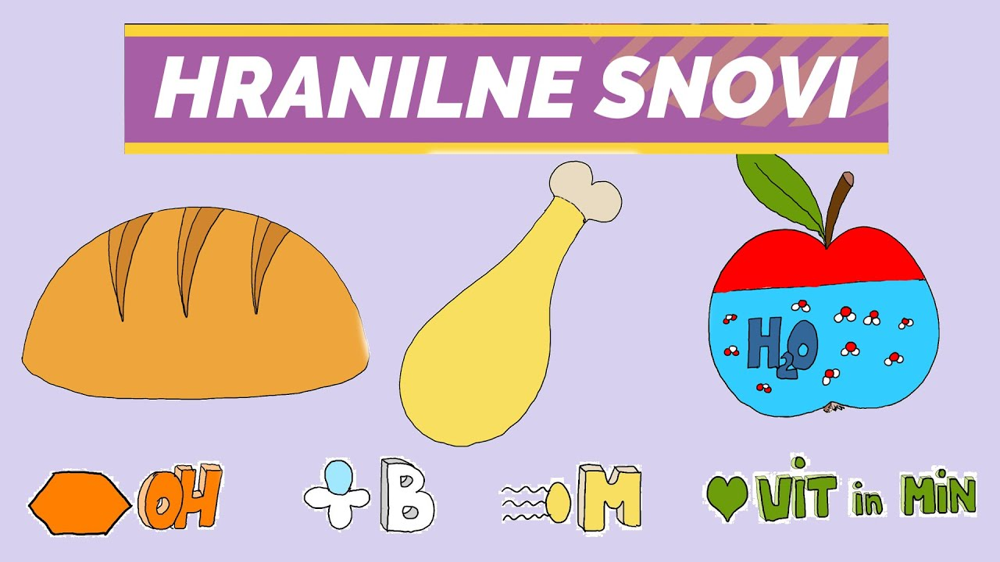 HRANILNE SNOVI
H2O
OH B M VIT in MiN